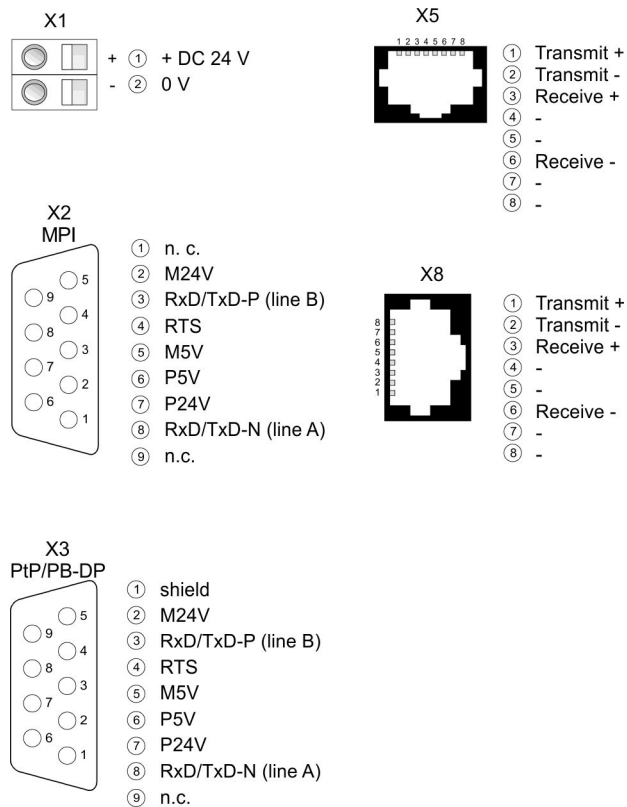 X1
+ ① + DC 24 V
- ② 0 V
X5
1 2 3 4 5 6 7 8
① Transmit +
② Transmit -
③ Receive +
④ -
⑤ -
⑥ Receive -
⑦ -
⑧ -
X2
MPI
5
9
4
8
3
7
2
6
1
① n. c.
② M24V
③ RxD/TxD-P (line B)
④ RTS
⑤ M5V
⑥ P5V
⑦ P24V
⑧ RxD/TxD-N (line A)
⑨ n.c.
X8
8
7
6
5
4
3
2
1
① Transmit +
② Transmit -
③ Receive +
④ -
⑤ -
⑥ Receive -
⑦ -
⑧ -
X3
PtP/PB-DP
5
9
4
8
3
7
2
6
1
① shield
② M24V
③ RxD/TxD-P (line B)
④ RTS
⑤ M5V
⑥ P5V
⑦ P24V
⑧ RxD/TxD-N (line A)
⑨ n.c.